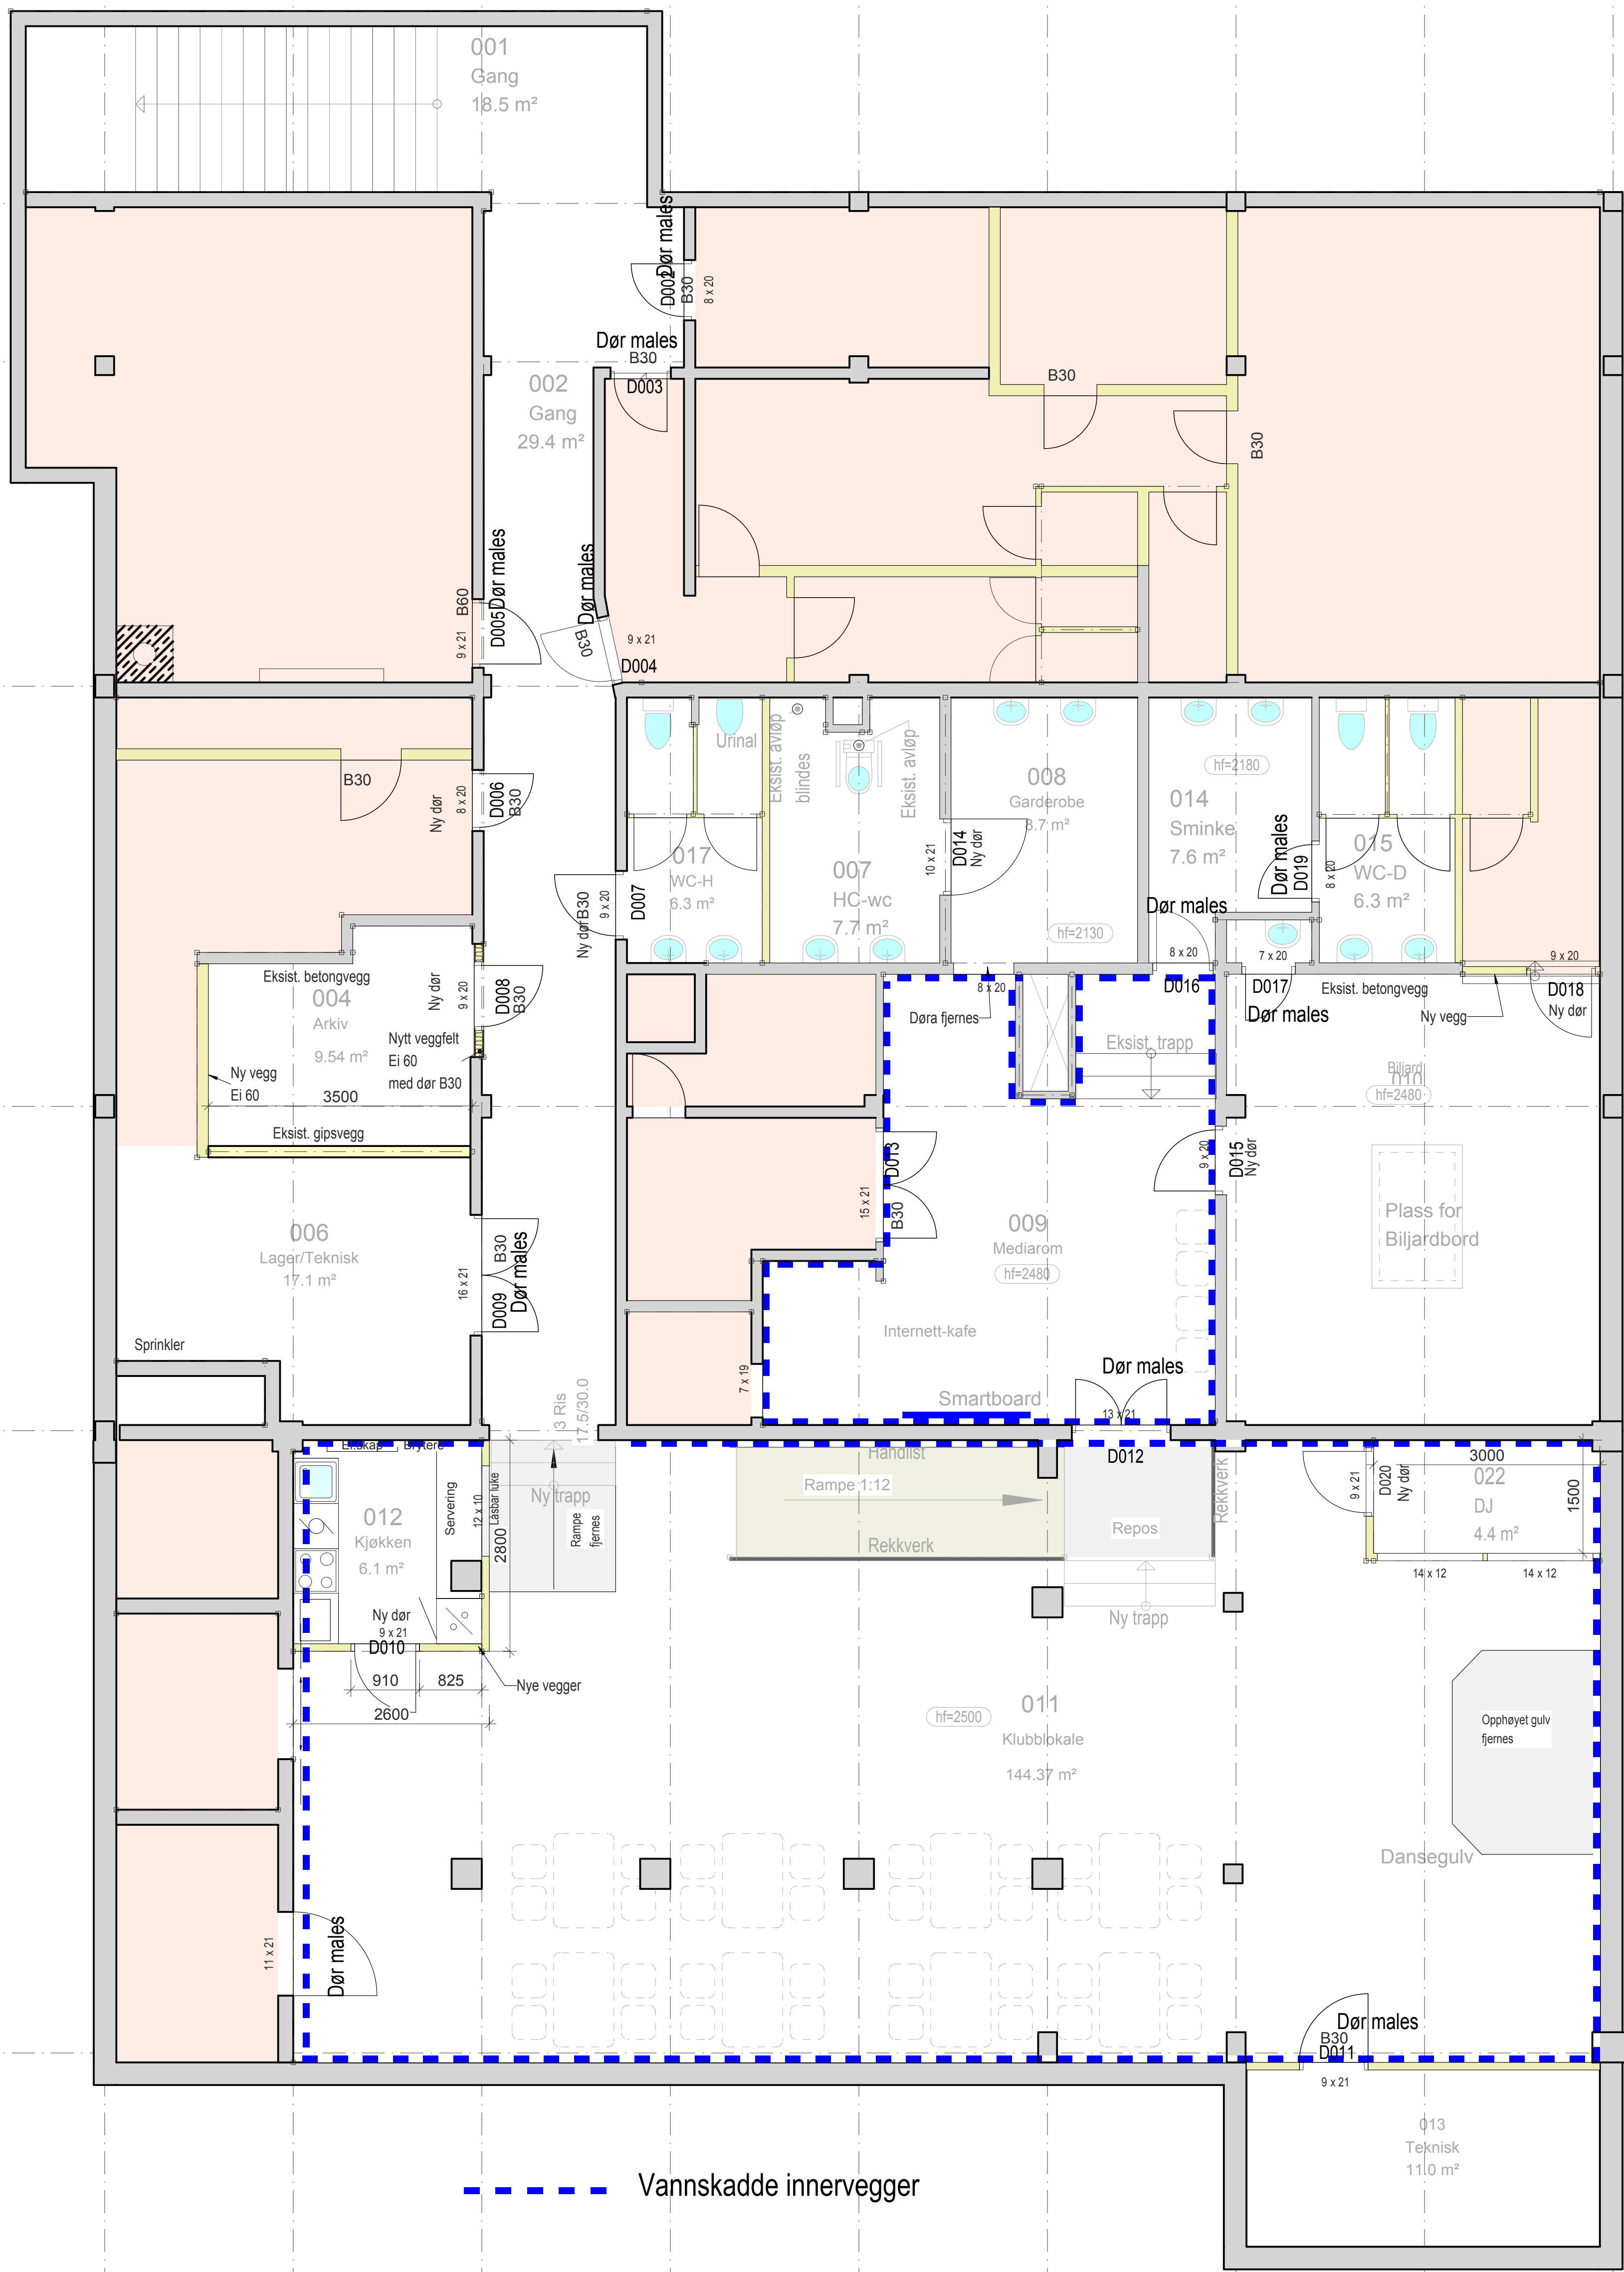 001
Gang
18.5 m²
Dør males
D002
B30
8 x 20
Dør males
B30
D003
002
Gang
29.4 m²
B30
B30
B60
9 x 21
D005
Dør males
Dør males
B30
9 x 21
D004
B30
Ny dør
8 x 20
D006
B30
Urinal
017
WC-H
6.3 m²
Eksist. avløp
blindes
Eksist. avløp
007
HC-wc
7.7 m²
10 x 21
D014
Ny dør
008
Garderobe
8.7 m²
hf=2130
hf=2180
014
Sminke
7.6 m²
Dør males
D019
8 x 20
015
WC-D
6.3 m²
Ny dør
B30
9 x 20
D007
Dør males
8 x 20
D016
7 x 20
D017
Dør males
Eksist. betongvegg
Ny vegg
9 x 20
D018
Ny dør
8 x 20
Døra fjernes
Eksist. trapp
Eksist. betongvegg
004
Arkiv
9.54 m²
Ny dør
9 x 20
D008
B30
Nytt veggfelt
Ei 60
med dør B30
Ny vegg
Ei 60
3500
Eksist. gipsvegg
Biljard
010
hf=2480
D013
15 x 21
B30
9 x 20
D015
Ny dør
Plass for
Biljardbord
006
Lager/Teknisk
17.1 m²
16 x 21
B30
D009
Dør males
009
Mediarom
hf=2480
Internett-kafe
Sprinkler
7 x 19
Smartboard
Dør males
13 x 21
D012
3 Ris
17.5/30.0
El.skap
Brytere
012
Kjøkken
6.1 m²
Servering
12 x 10
Låsbar luke
2800
Ny trapp
Rampe
fjernes
Håndlist
Rampe 1:12
Rekkverk
Repos
Rekkverk
Ny trapp
9 x 21
D020
Ny dør
3000
022
DJ
4.4 m²
1500
14 x 12
14 x 12
Ny dør
9 x 21
D010
910
825
2600
Nye vegger
hf=2500
011
Klubblokale
144.37 m²
Opphøyet gulv
fjernes
Dansegulv
11 x 21
Dør males
Dør males
B30
D011
9 x 21
013
Teknisk
11.0 m²
Vannskadde innervegger